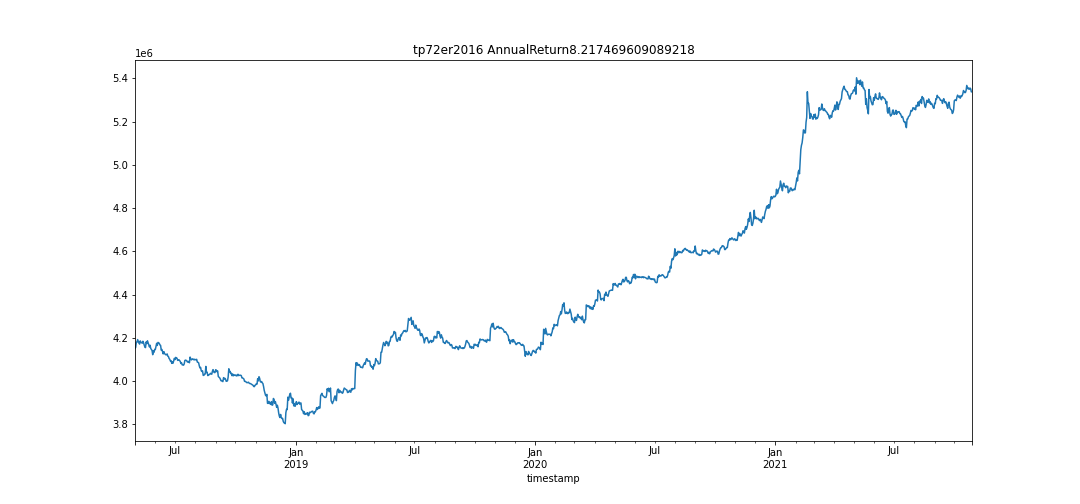 tp72er2016 AnnualReturn8.217469609089218
1e6
5.4
5.2
5.0
4.8
4.6
4.4
4.2
4.0
3.8
Jul Jan Jul Jan Jul Jan Jul
2019 2020 2021
timestamp